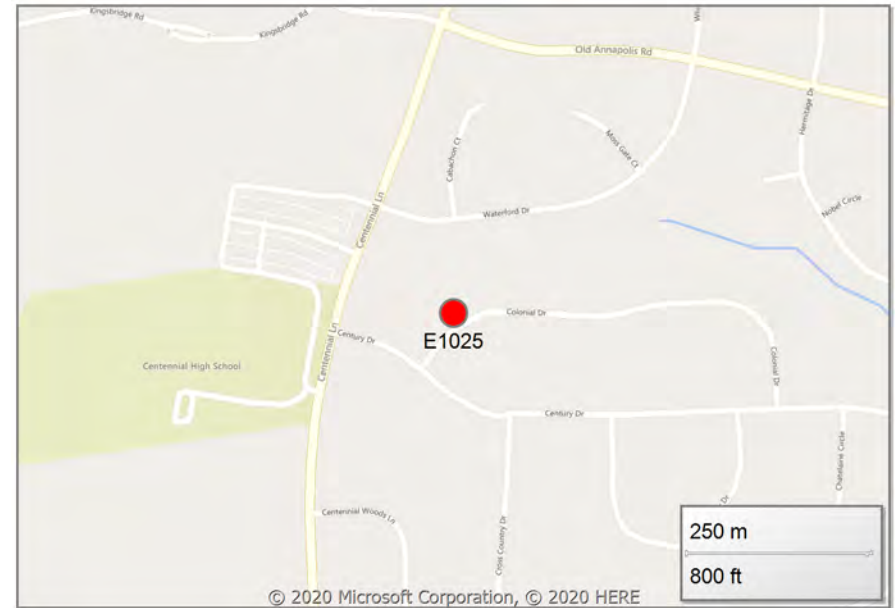 Kingsbridge Rd
Kingsbridge Rd
Old Annapolis Rd
Hermitage Dr
Cabachon Ct
Moss Gate Ct
Centennial Ln
Waterford Dr
Nobel Circle
E1025
Colonial Dr
Centennial Ln
Century Dr
Centennial High School
Colonial Dr
Century Dr
Chatelaine Circle
Centennial Woods Ln
Cross Country Dr
Dr
250 m
800 ft
© 2020 Microsoft Corporation, © 2020 HERE